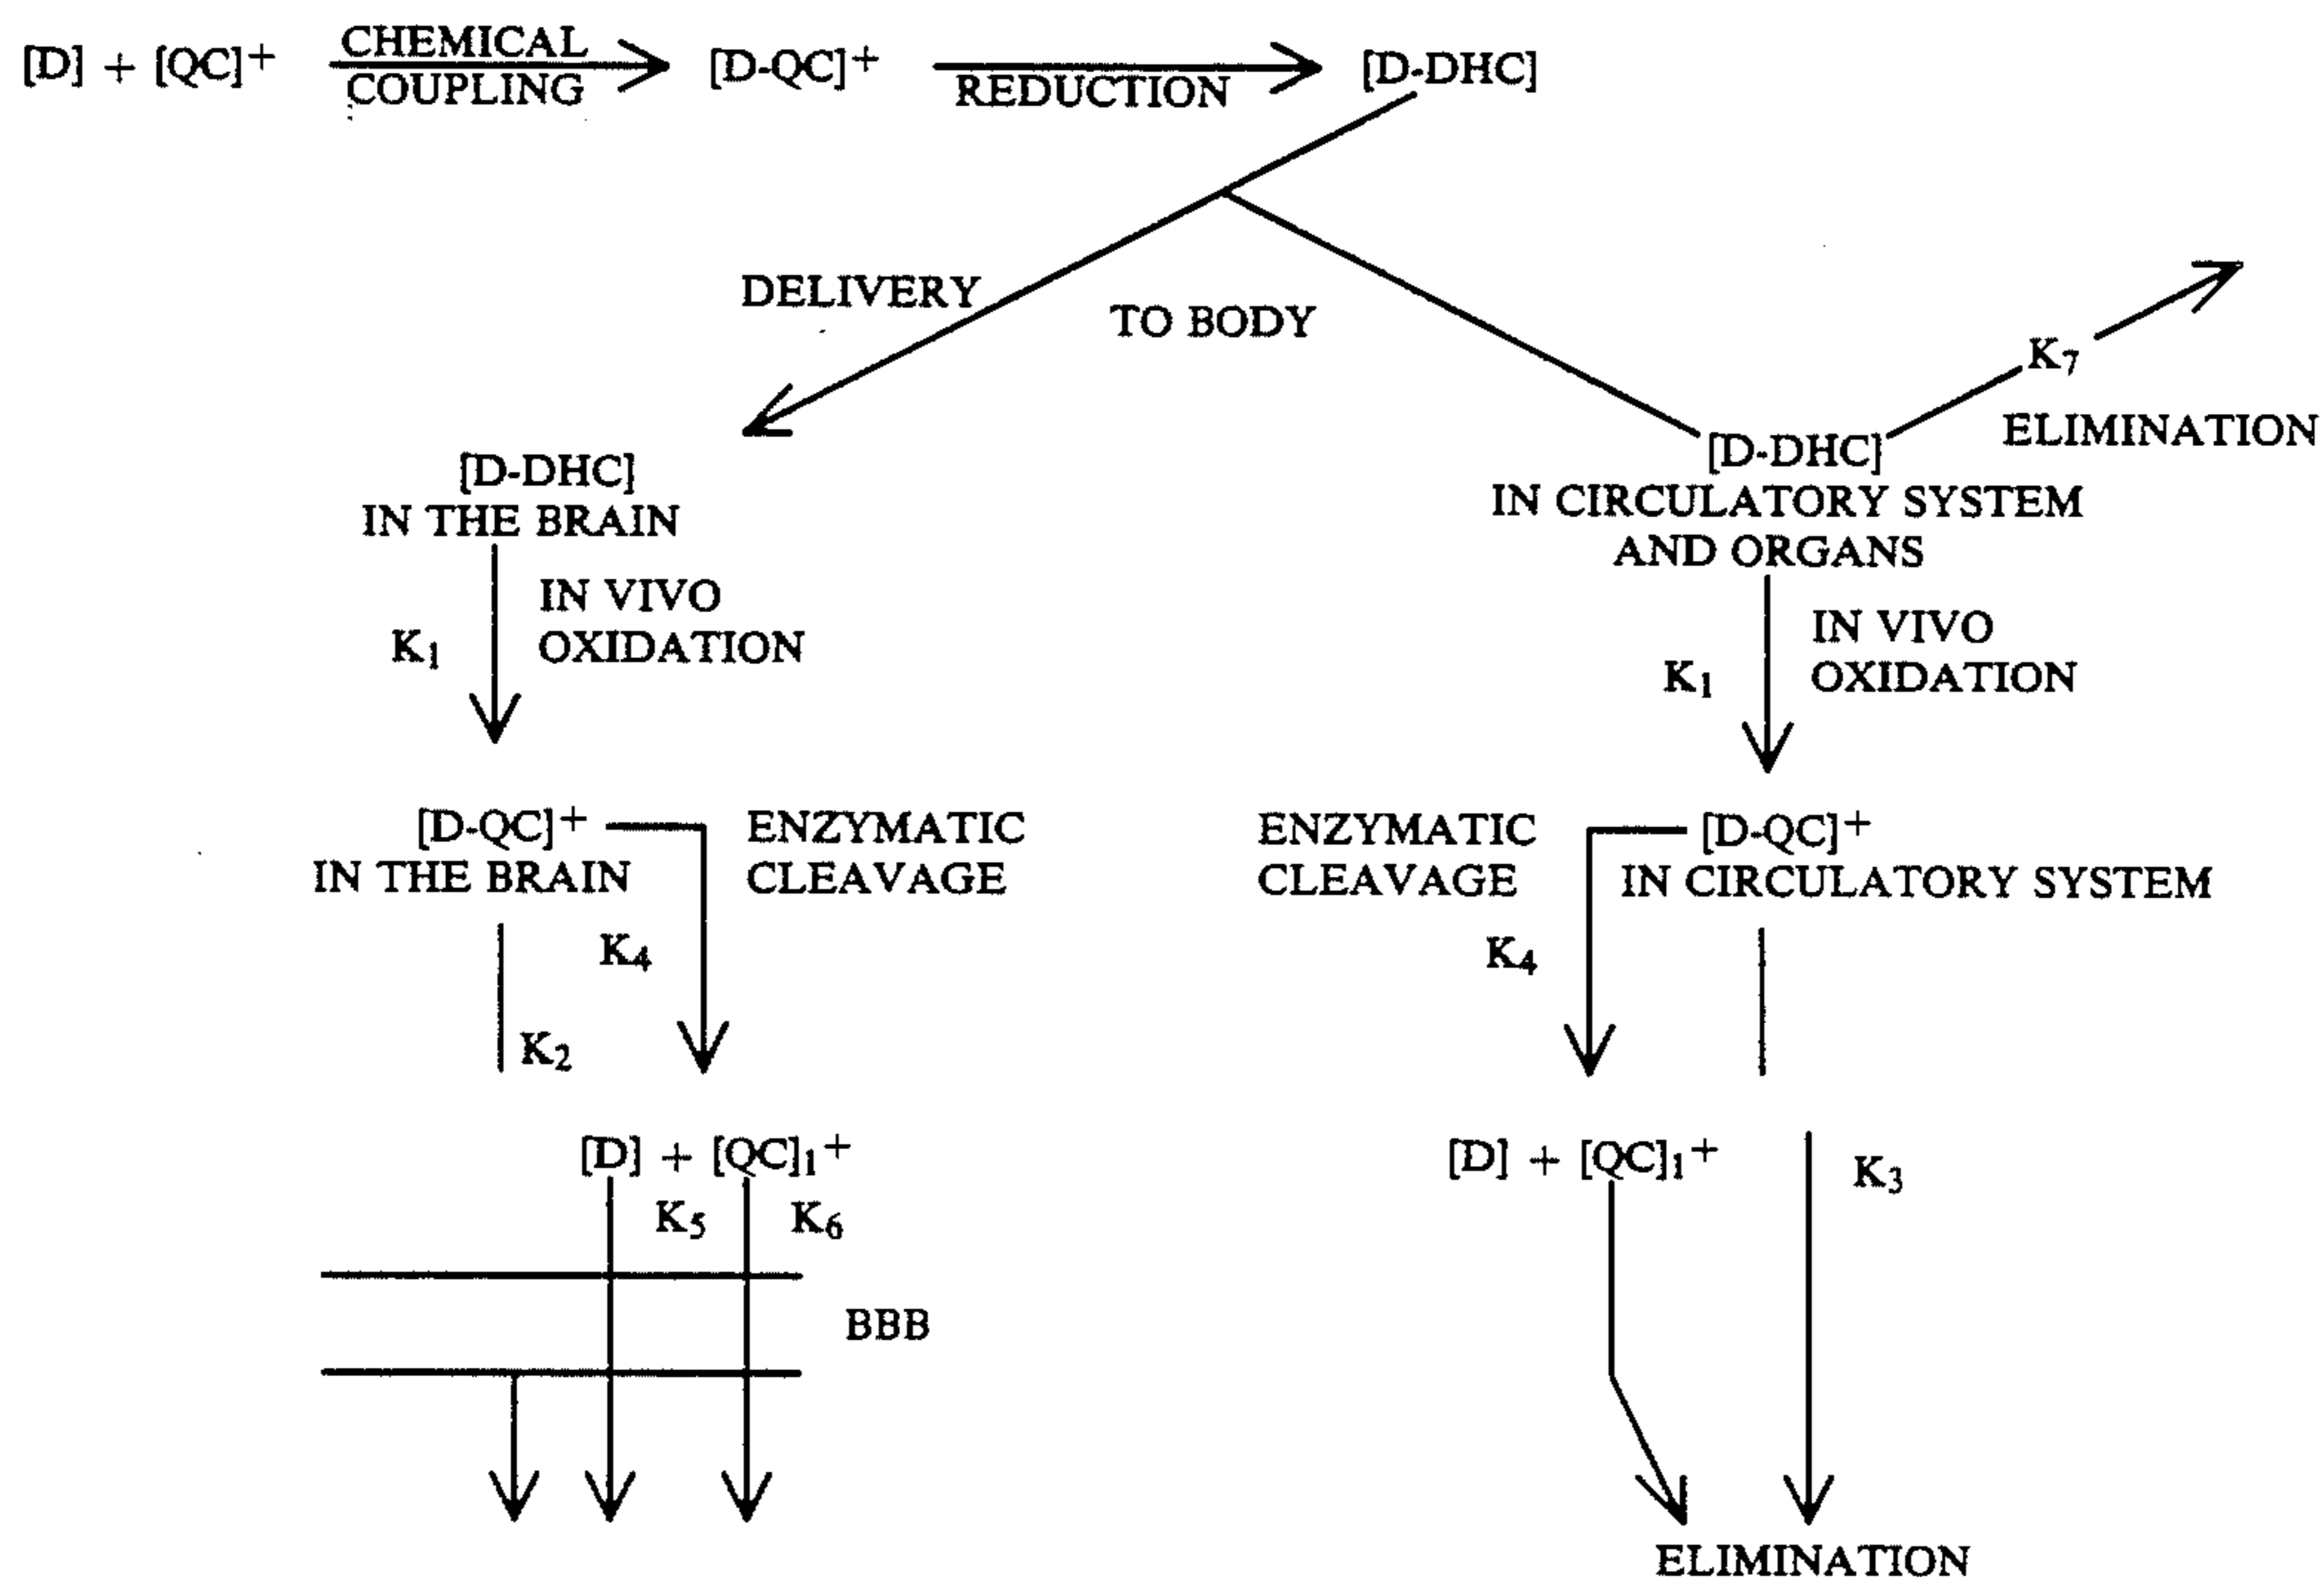 [D] + [QC]+ CHEMICAL COUPLING [D-QC]+ REDUCTION [D-DHC]
DELIVERY TO BODY
K7
ELIMINATION
[D-DHC]
IN THE BRAIN
[D-DHC]
IN CIRCULATORY SYSTEM
AND ORGANS
K1
IN VIVO
OXIDATION
K1
IN VIVO
OXIDATION
[D-QC]+
IN THE BRAIN
ENZYMATIC
CLEAVAGE
ENZYMATIC
CLEAVAGE
[D-QC]+
IN CIRCULATORY SYSTEM
K4
K2
K4
[D] + [QC]1+
K5
K6
[D] + [QC]1+
K3
BBB
ELIMINATION